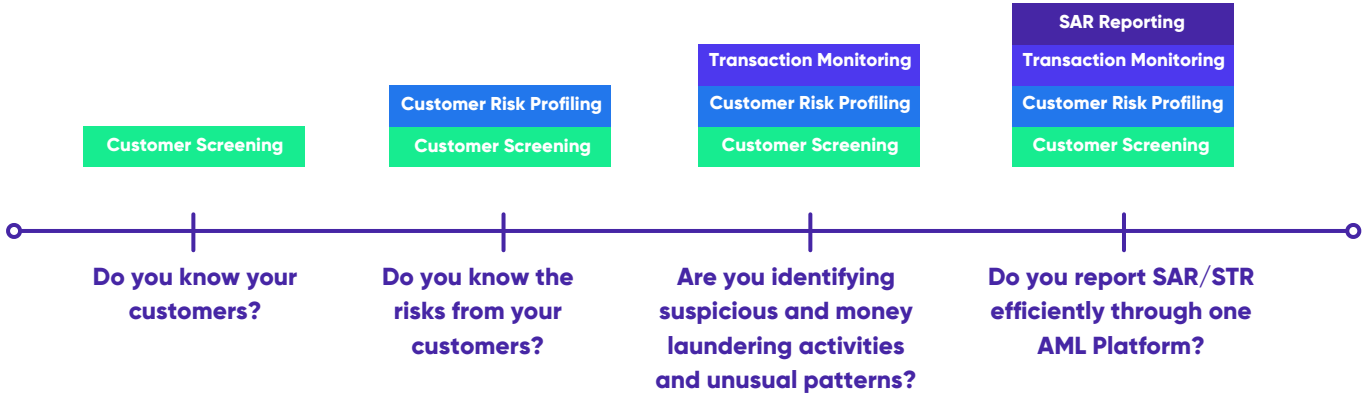 Customer Screening
Customer Risk Profiling
Customer Screening
Transaction Monitoring
Customer Risk Profiling
Customer Screening
SAR Reporting
Transaction Monitoring
Customer Risk Profiling
Customer Screening
Do you know your
customers?
Do you know the
risks from your
customers?
Are you identifying
suspicious and money
laundering activities
and unusual patterns?
Do you report SAR/STR
efficiently through one
AML Platform?